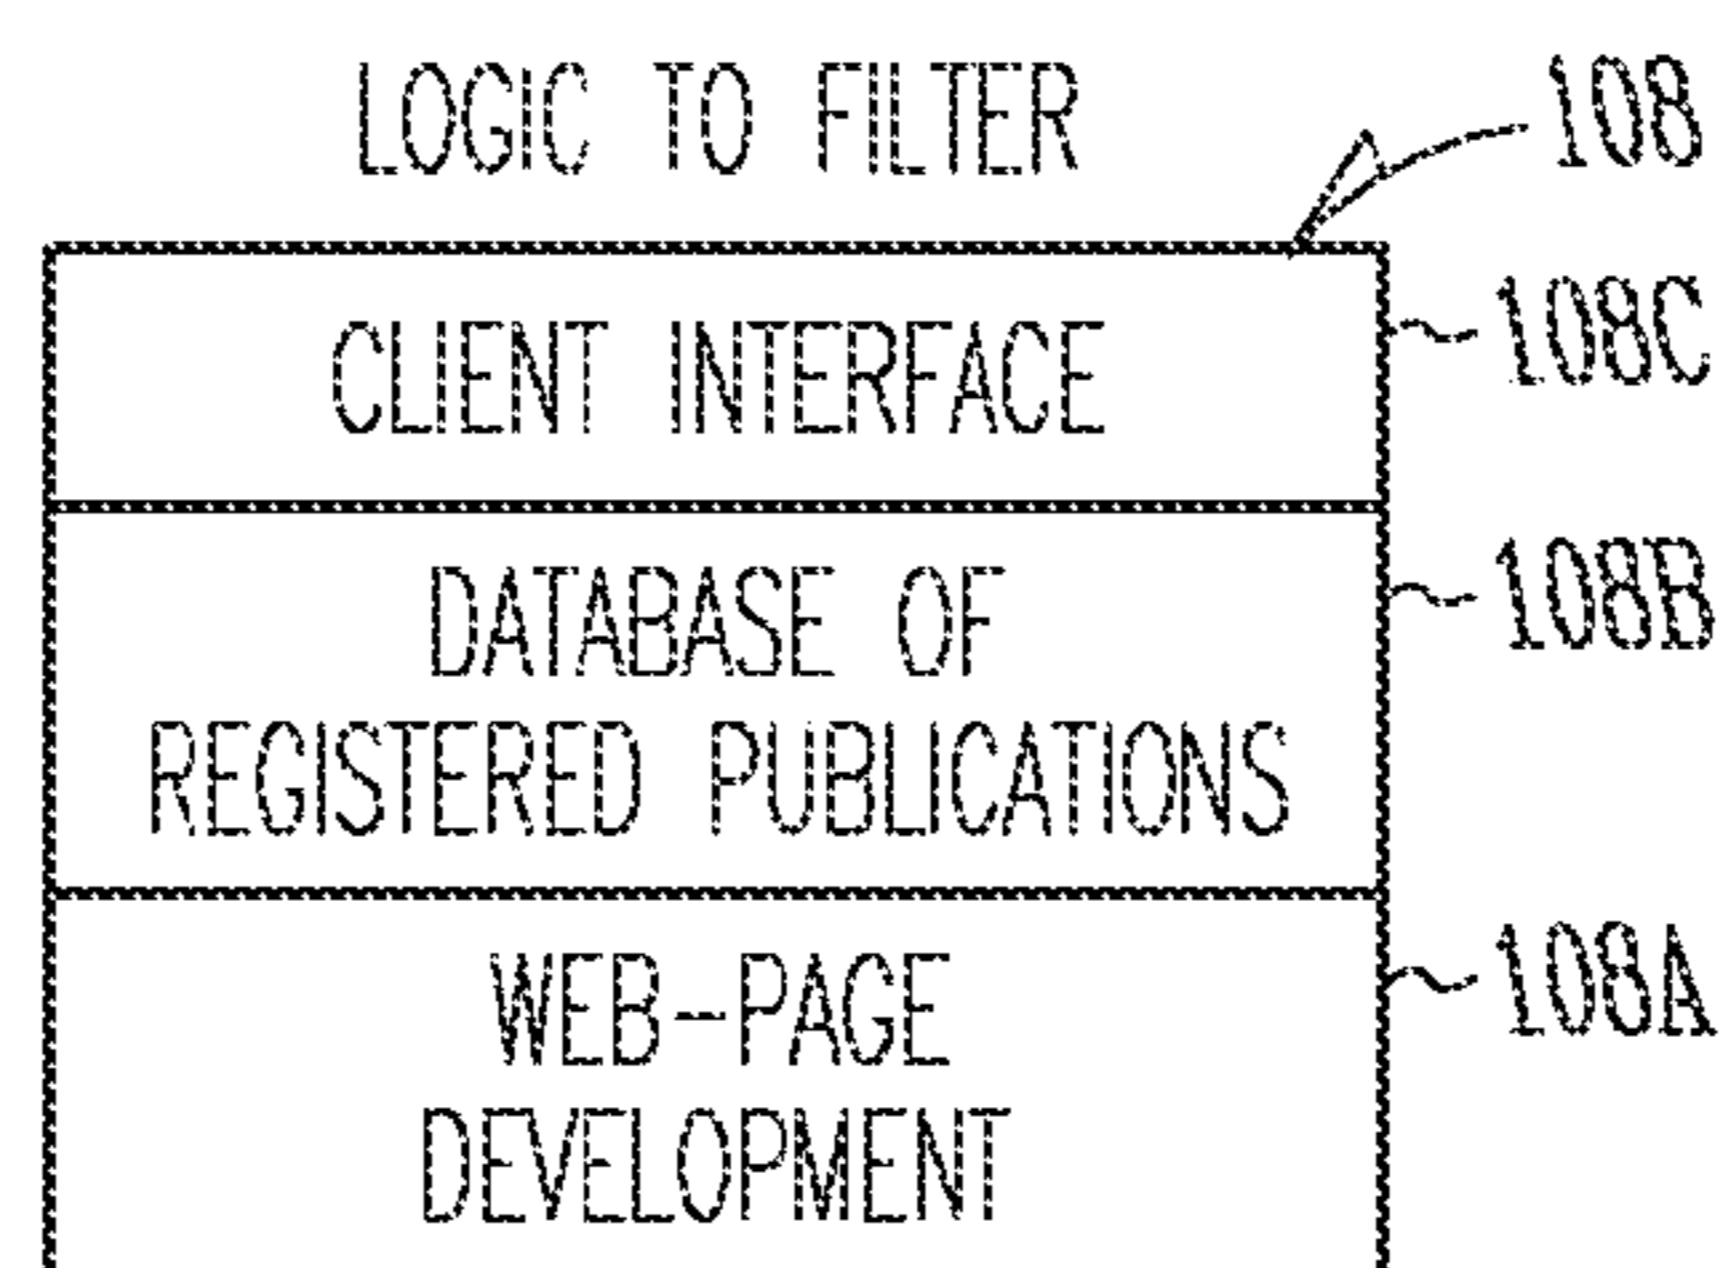 LOGIC TO FILTER
108
CLIENT INTERFACE
108C
DATABASE OF
108B
REGISTERED PUBLICATIONS
WEB-PAGE
108A
DEVELOPMENT